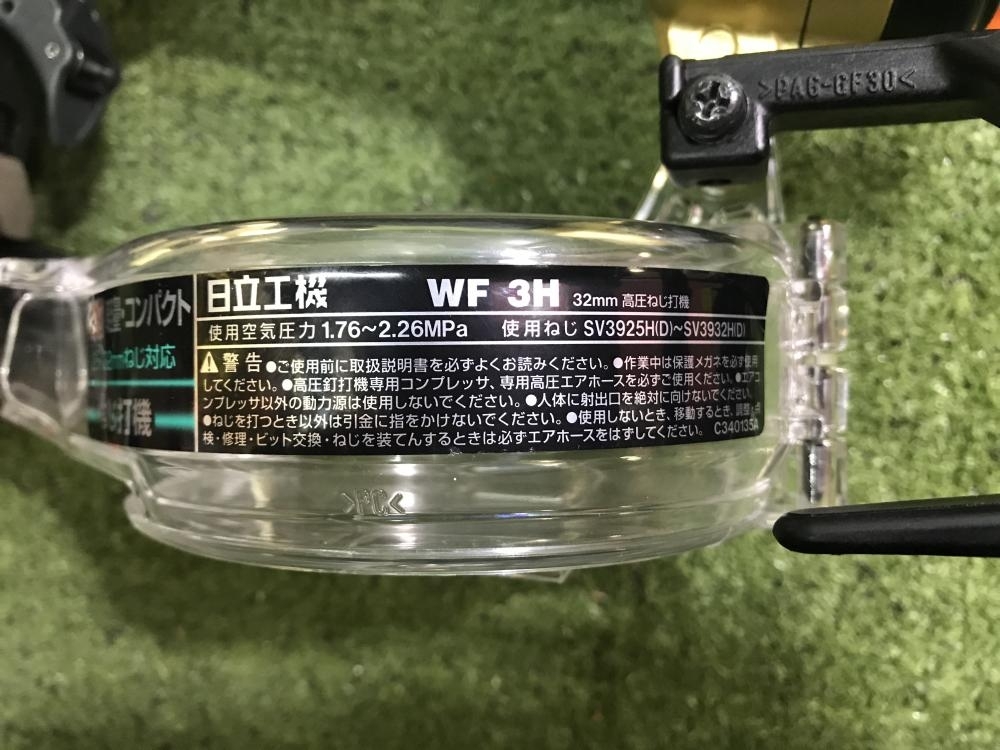 >PA6-GF30<
量・コンパクト
mmねじ対応
打機
日立工機 WF 3H 32mm 高圧ねじ打機
使用空気圧力 1.76～2.26MPa 使用ねじ SV3925H(D)~SV3932H(D)
警告 ●ご使用前に取扱説明書を必ずよくお読みください。●作業中は保護メガネを必ず使用
してください。●高圧釘打機専用コンプレッサ、専用高圧エアホースを必ずご使用ください。●エアコ
ンプレッサ以外の動力源は使用しないでください。●人体に射出口を絶対に向けないでください。
●ねじを打つとき以外は引金に指をかけないでください。●使用しないとき、移動するとき、調整・点
検・修理・ビット交換・ねじを装てんするときは必ずエアホースをはずしてください。 C340135A
>PC<